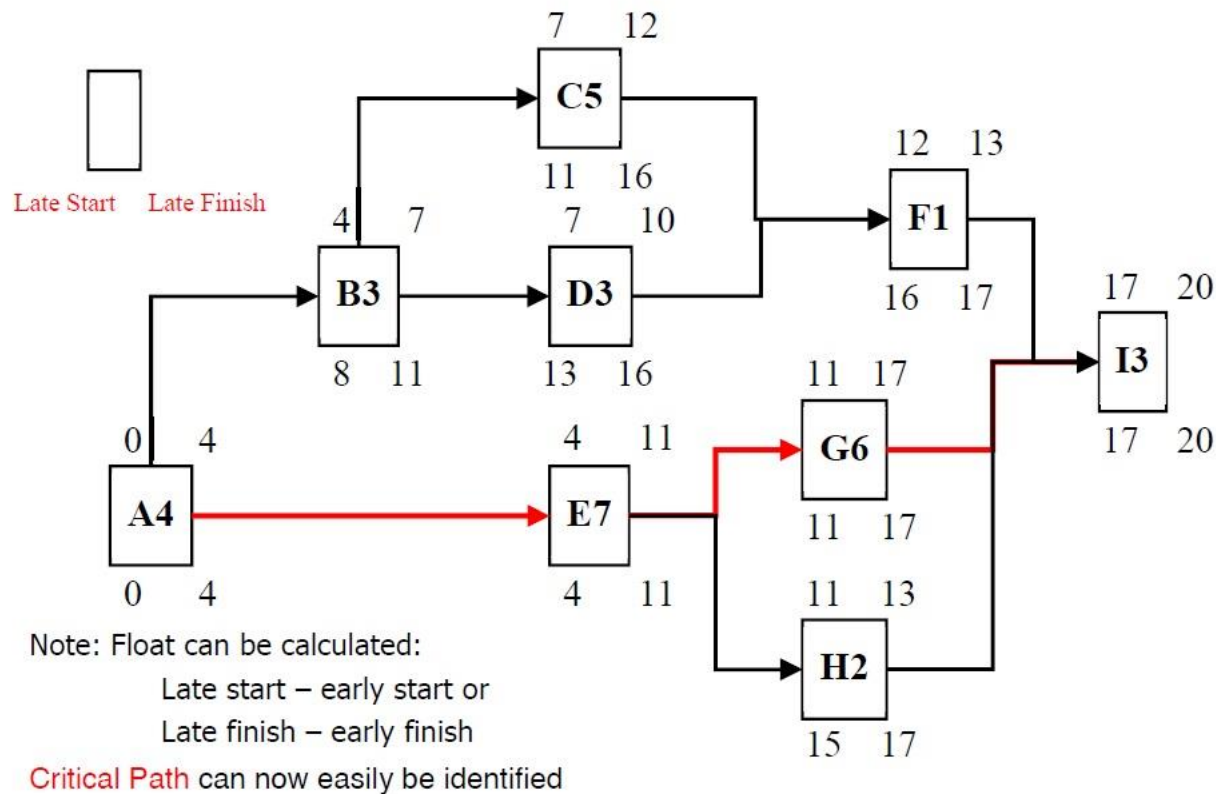 7 12
C5
11 16
Late Start Late Finish
12 13
F1
16 17
4 7
B3
8 11
7 10
D3
13 16
17 20
I3
17 20
11 17
G6
11 17
0 4
A4
0 4
4 11
E7
4 11
11 13
H2
15 17
Note: Float can be calculated:
Late start – early start or
Late finish – early finish
Critical Path can now easily be identified